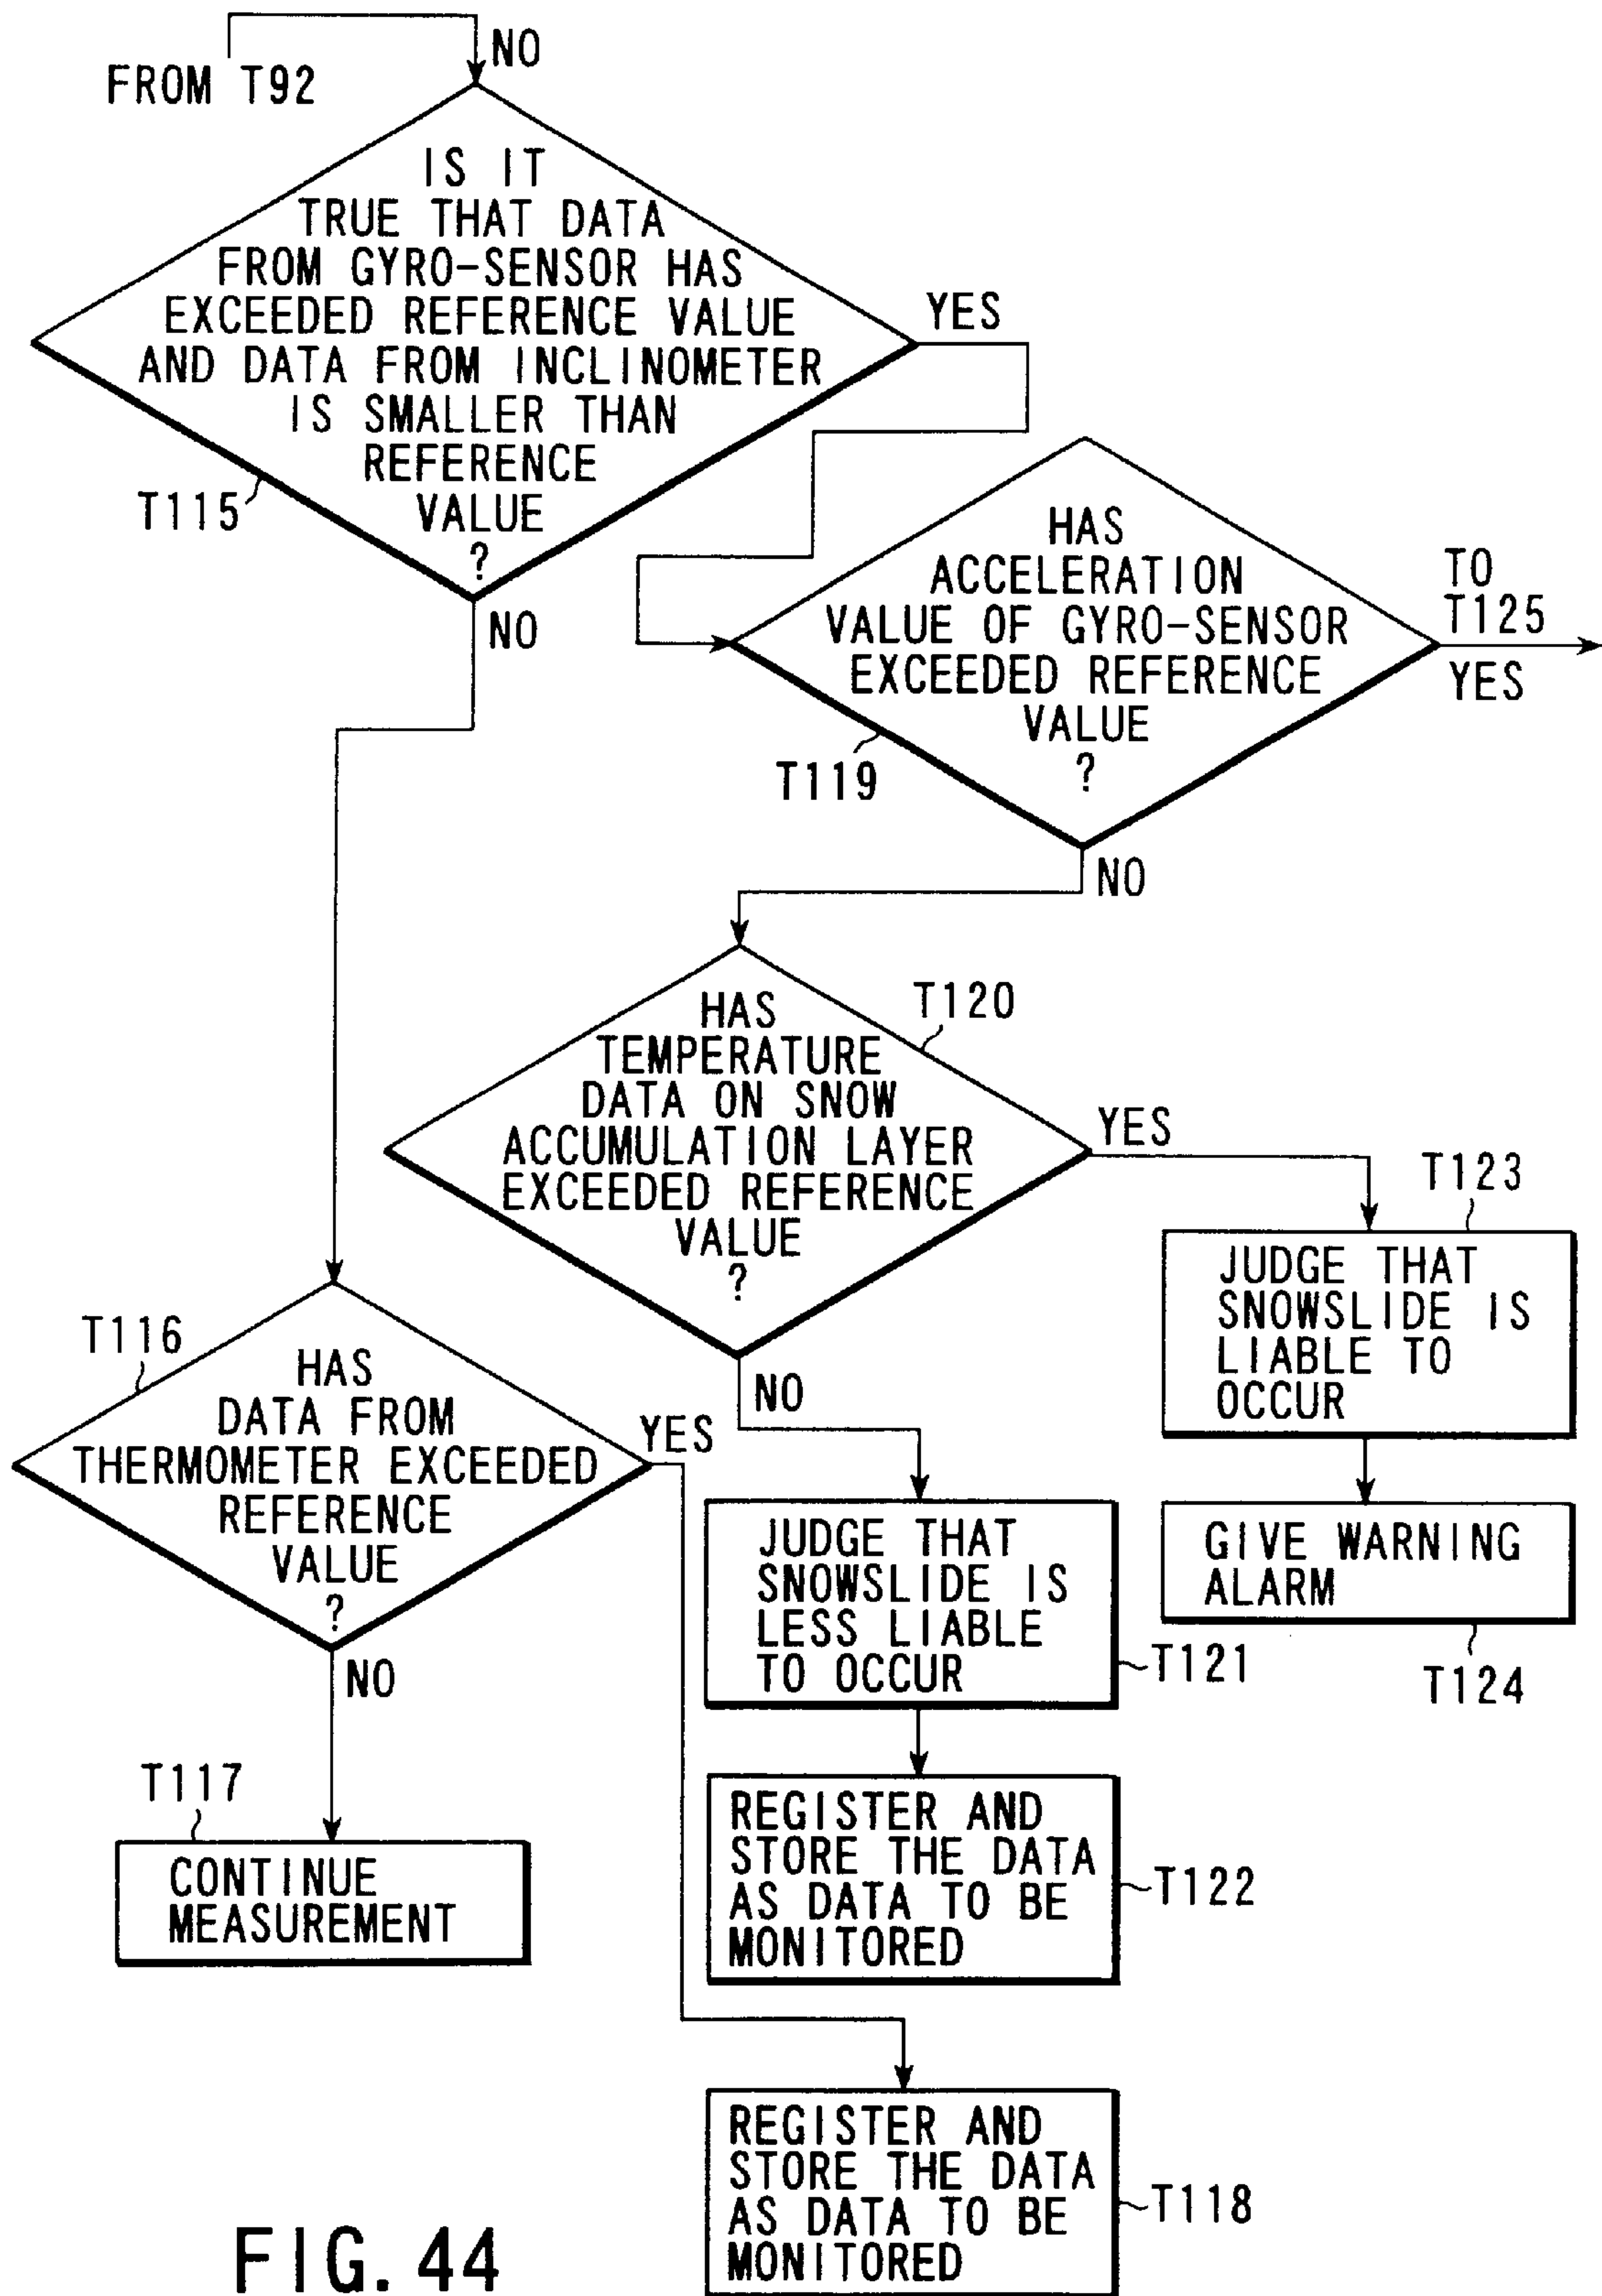 NO
FROM T92
IS IT
TRUE THAT DATA
FROM GYRO-SENSOR HAS
EXCEEDED REFERENCE VALUE
AND DATA FROM INCLINOMETER
IS SMALLER THAN
REFERENCE
VALUE
?
YES
T115
NO
HAS
ACCELERATION
VALUE OF GYRO-SENSOR
EXCEEDED REFERENCE
VALUE
?
TO
T125
YES
T119
NO
HAS
TEMPERATURE
DATA ON SNOW
ACCUMULATION LAYER
EXCEEDED REFERENCE
VALUE
?
T120
YES
NO
T123
JUDGE THAT
SNOWSLIDE IS
LIABLE TO
OCCUR
GIVE WARNING
ALARM
T124
T116
HAS
DATA FROM
THERMOMETER EXCEEDED
REFERENCE
VALUE
?
YES
NO
JUDGE THAT
SNOWSLIDE IS
LESS LIABLE
TO OCCUR
T121
T117
CONTINUE
MEASUREMENT
REGISTER AND
STORE THE DATA
AS DATA TO BE
MONITORED
T122
REGISTER AND
STORE THE DATA
AS DATA TO BE
MONITORED
T118
FIG. 44